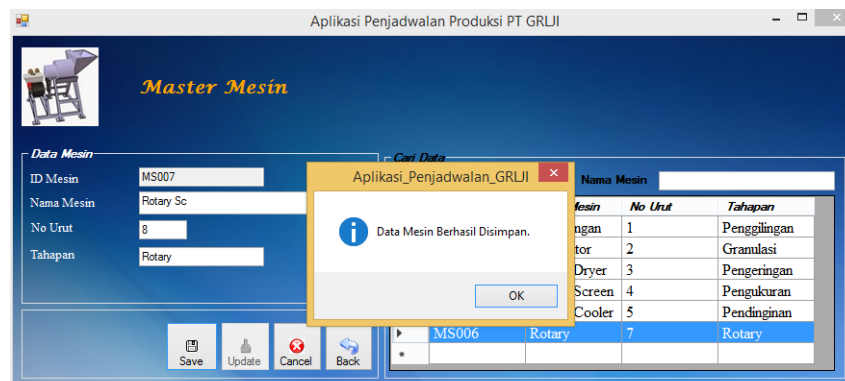 Aplikasi Penjadwalan Produksi PT GRLJI
Master Mesin
Data Mesin
ID Mesin MS007
Nama Mesin Rotary Sc
No Urut 8
Tahapan Rotary
Save Update Cancel Back
Cari Data
Nama Mesin
No Urut Tahapan
1 Penggilingan
2 Granulasi
Dryer 3 Pengeringan
Screen 4 Pengukuran
Cooler 5 Pendinginan
MS006 Rotary 7 Rotary
Aplikasi_Penjadwalan_GRLJI
Data Mesin Berhasil Disimpan.
OK